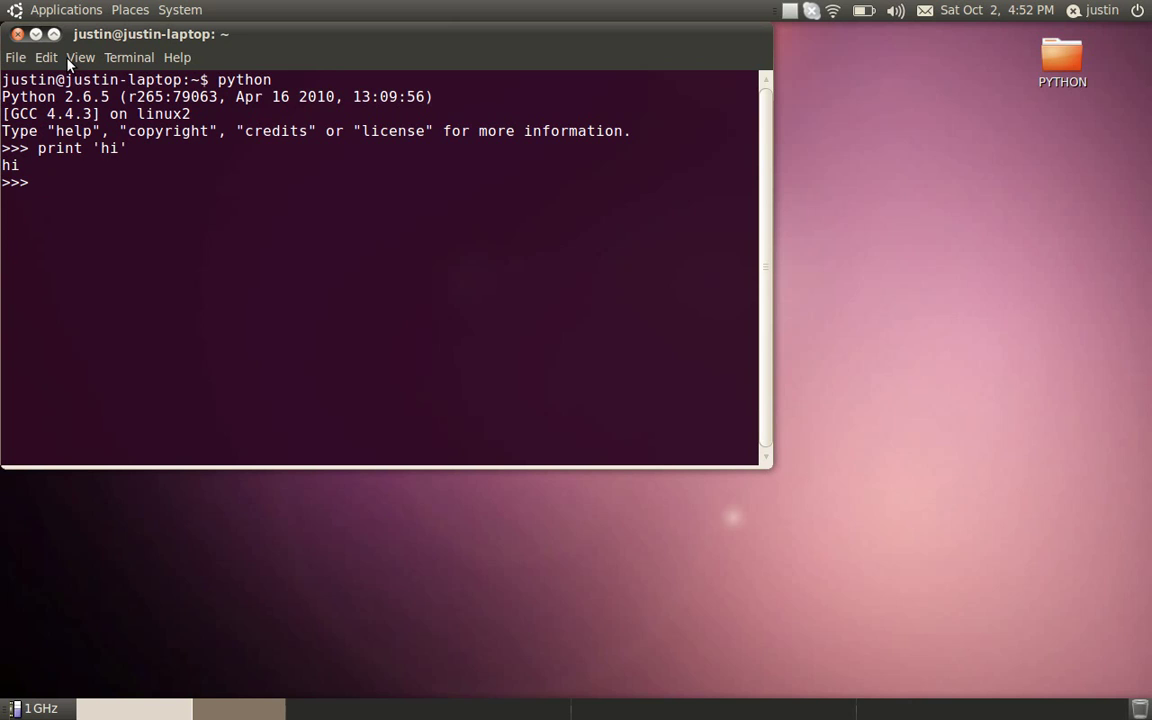 Applications Places System
Sat Oct 2, 4:52 PM justin
justin@justin-laptop: ~
File Edit View Terminal Help
justin@justin-laptop:~$ python
Python 2.6.5 (r265:79063, Apr 16 2010, 13:09:56)
[GCC 4.4.3] on linux2
Type "help", "copyright", "credits" or "license" for more information.
>>> print 'hi'
hi
>>>
PYTHON
1 GHz